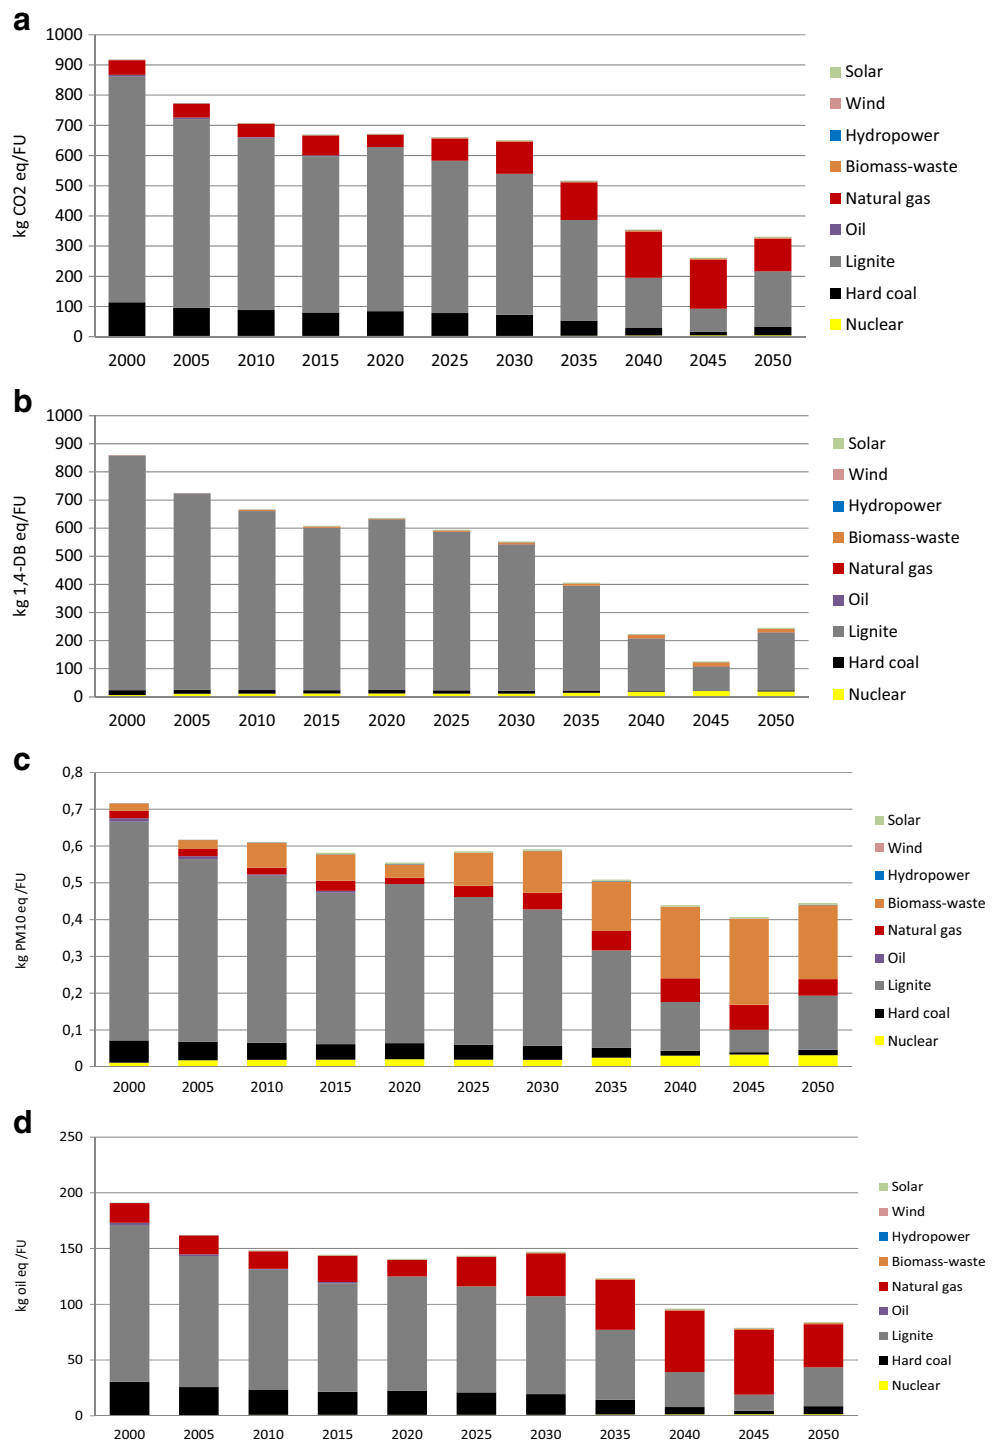 a
1000
900
800
700
600
500
400
300
200
100
0
kg CO2 eq/FU
2000 2005 2010 2015 2020 2025 2030 2035 2040 2045 2050
Solar
Wind
Hydropower
Biomass-waste
Natural gas
Oil
Lignite
Hard coal
Nuclear
b
1000
900
800
700
600
500
400
300
200
100
0
kg 1,4-DB eq/FU
2000 2005 2010 2015 2020 2025 2030 2035 2040 2045 2050
Solar
Wind
Hydropower
Biomass-waste
Natural gas
Oil
Lignite
Hard coal
Nuclear
c
0,8
0,7
0,6
0,5
0,4
0,3
0,2
0,1
0
kg PM10 eq /FU
2000 2005 2010 2015 2020 2025 2030 2035 2040 2045 2050
Solar
Wind
Hydropower
Biomass-waste
Natural gas
Oil
Lignite
Hard coal
Nuclear
d
250
200
150
100
50
0
kg oil eq /FU
2000 2005 2010 2015 2020 2025 2030 2035 2040 2045 2050
Solar
Wind
Hydropower
Biomass-waste
Natural gas
Oil
Lignite
Hard coal
Nuclear